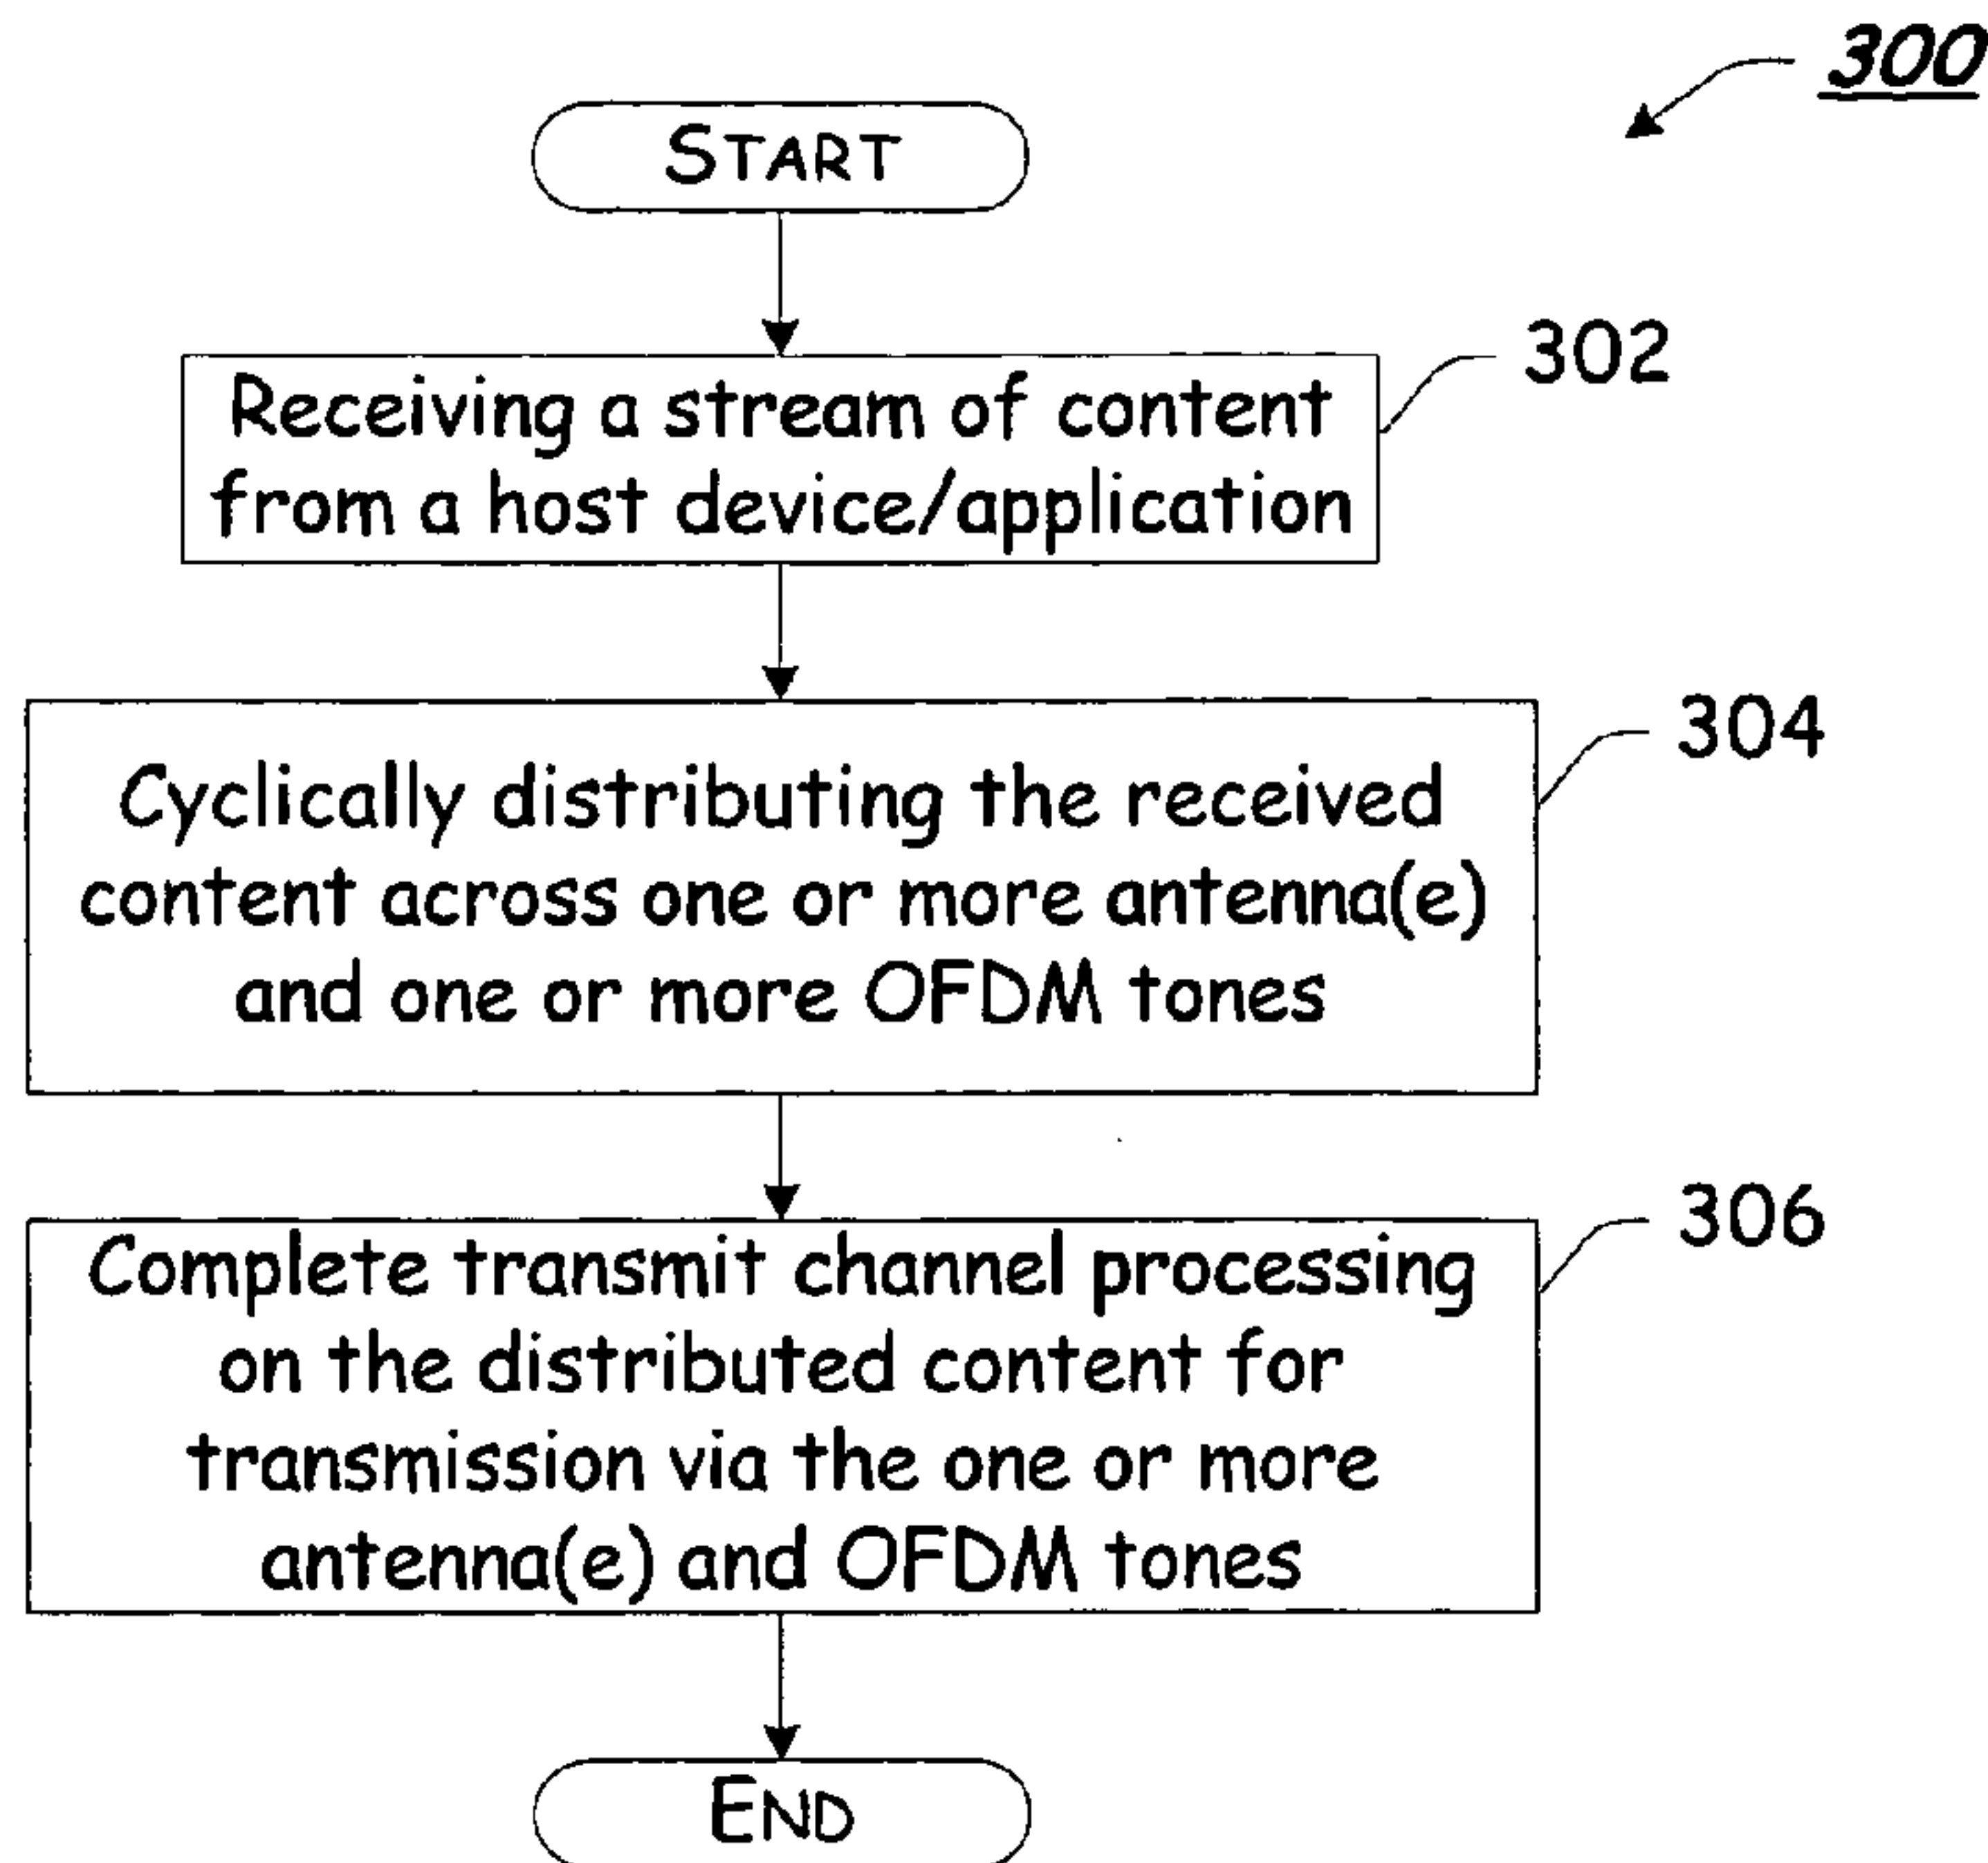 300
START
302
Receiving a stream of content
from a host device/application
304
Cyclically distributing the received
content across one or more antenna(e)
and one or more OFDM tones
306
Complete transmit channel processing
on the distributed content for
transmission via the one or more
antenna(e) and OFDM tones
END